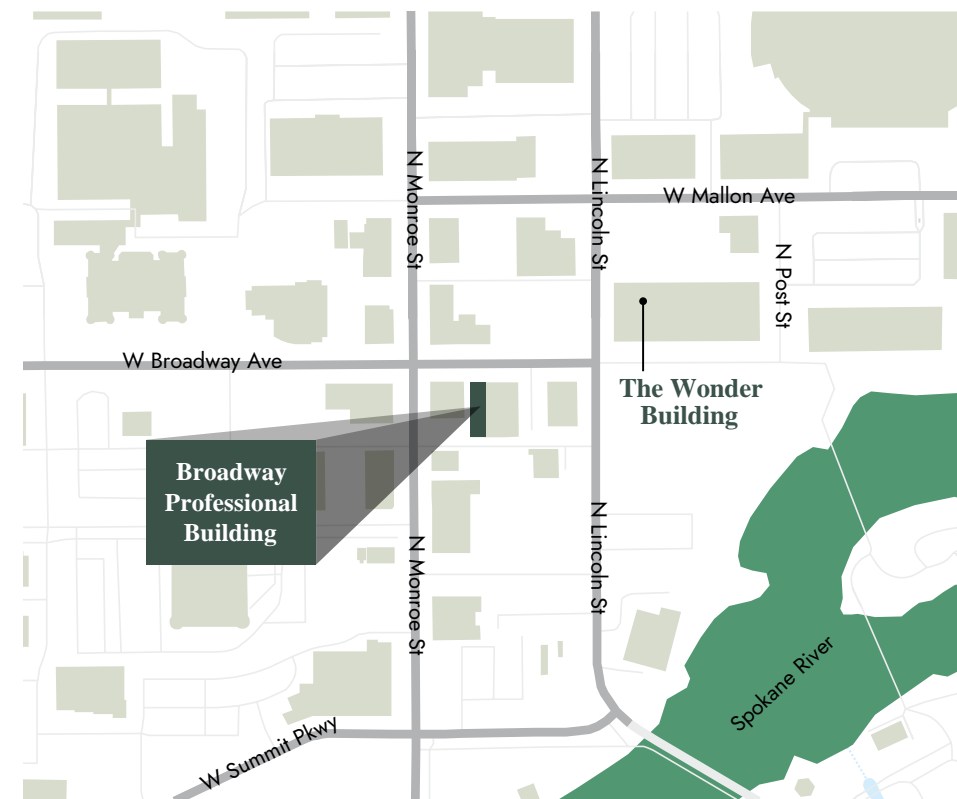 N Monroe St
N Lincoln St
W Mallon Ave
N Post St
W Broadway Ave
The Wonder
Building
Broadway
Professional
Building
N Lincoln St
N Monroe St
Spokane River
W Summit Pkwy